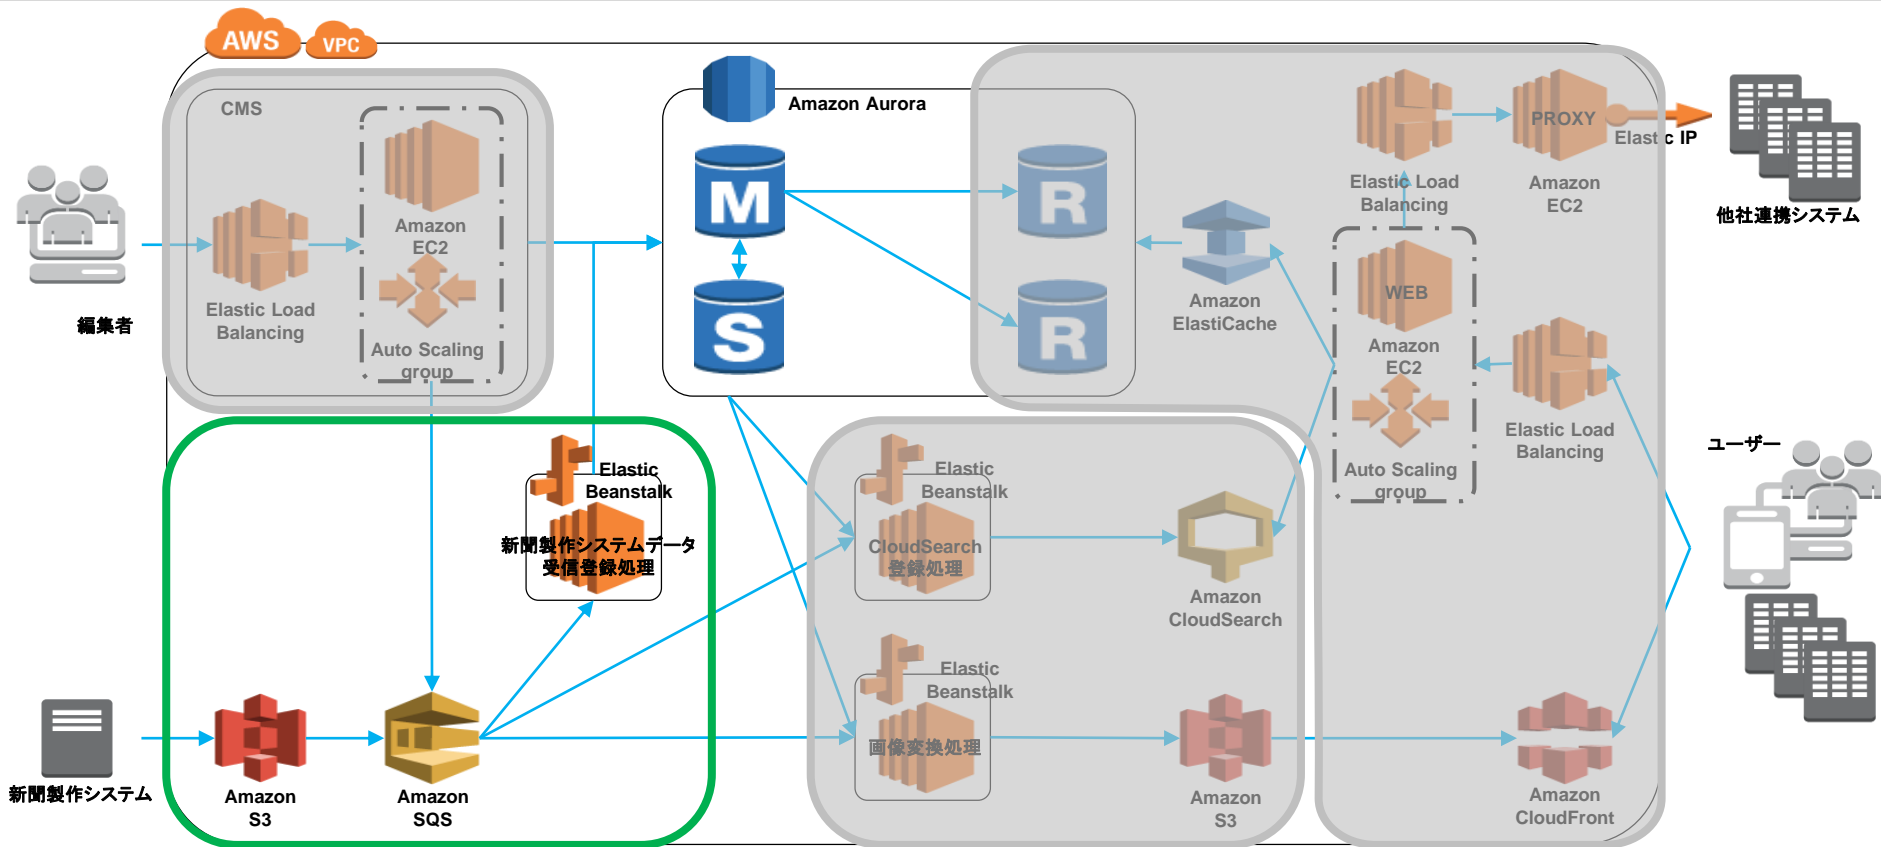 AWS
VPC
CMS
Amazon
EC2
Elastic Load
Balancing
Auto Scaling
group
編集者
Amazon Aurora
M
S
R
R
Amazon
ElastiCache
Elastic Load
Balancing
PROXY
Amazon
EC2
Elastic IP
他社連携システム
WEB
Amazon
EC2
Auto Scaling
group
Elastic Load
Balancing
ユーザー
Elastic
Beanstalk
新聞製作システムデータ
受信登録処理
Elastic
Beanstalk
CloudSearch
登録処理
Amazon
CloudSearch
Elastic
Beanstalk
画像変換処理
新聞製作システム
Amazon
S3
Amazon
SQS
Amazon
S3
Amazon
CloudFront